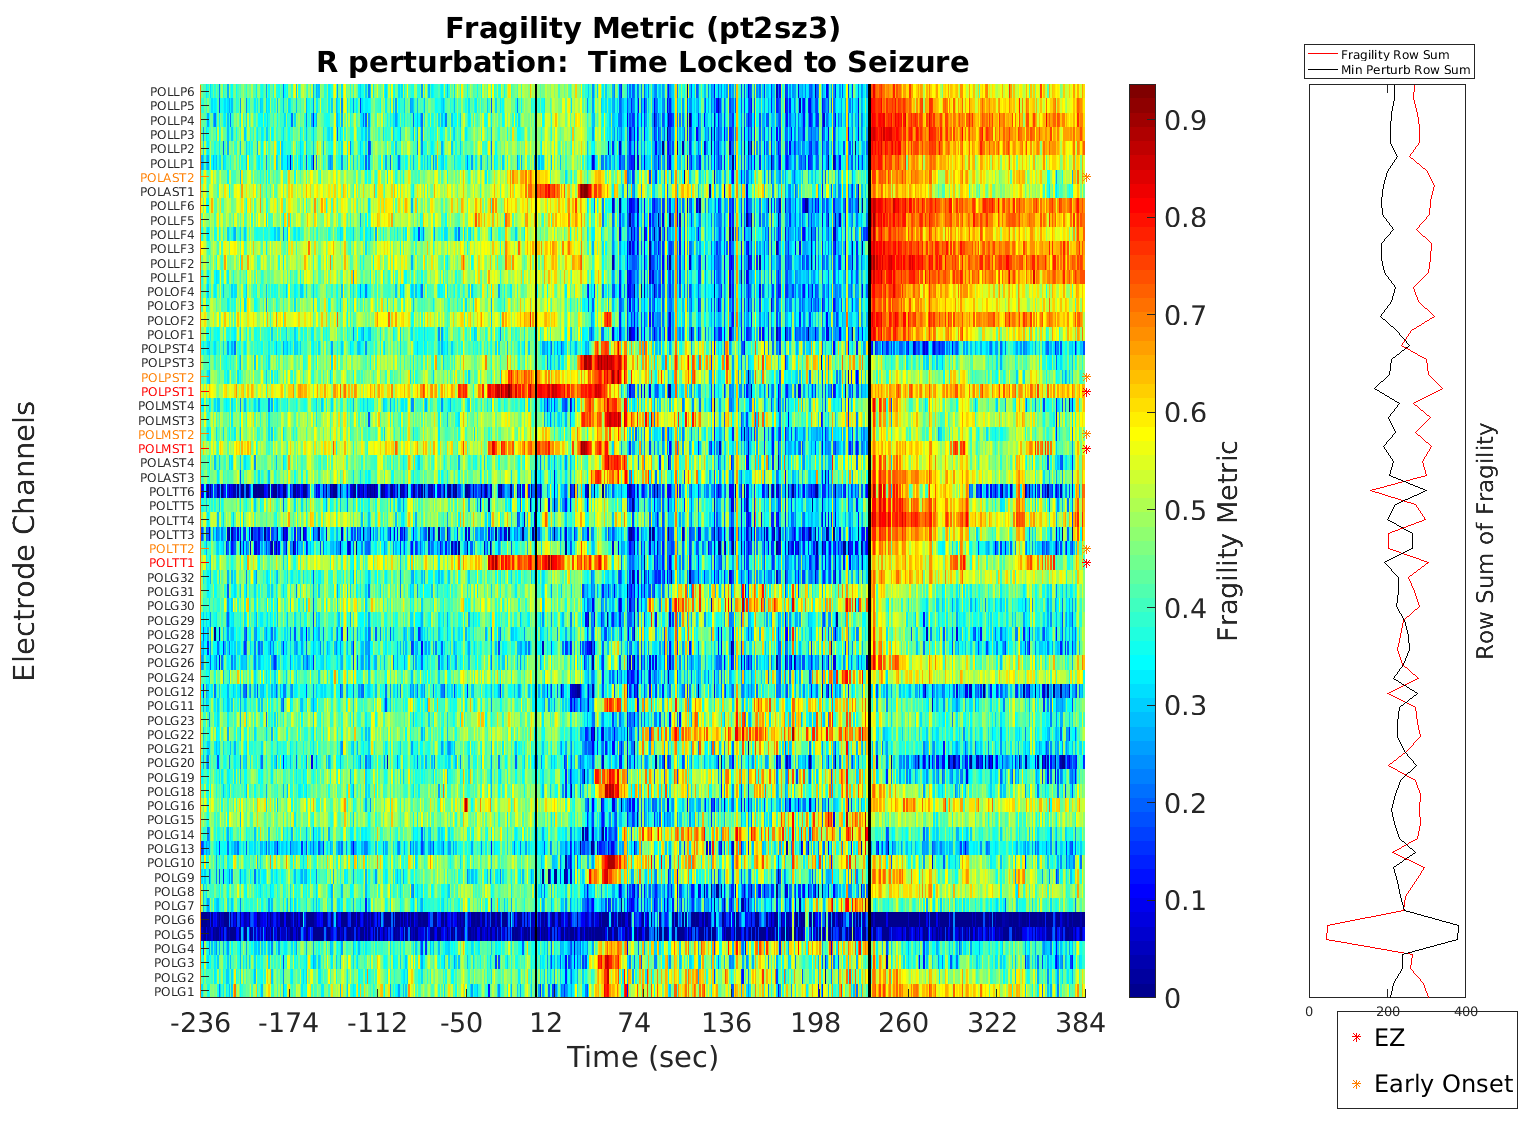 Fragility Metric (pt2sz3)
R perturbation:  Time Locked to Seizure
Fragility Row Sum
Min Perturb Row Sum
Electrode Channels
POLLP6
POLLP5
POLLP4
POLLP3
POLLP2
POLLP1
POLAST2
POLAST1
POLLF6
POLLF5
POLLF4
POLLF3
POLLF2
POLLF1
POLOF4
POLOF3
POLOF2
POLOF1
POLPST4
POLPST3
POLPST2
POLPST1
POLMST4
POLMST3
POLMST2
POLMST1
POLAST4
POLAST3
POLTT6
POLTT5
POLTT4
POLTT3
POLTT2
POLTT1
POLG32
POLG31
POLG30
POLG29
POLG28
POLG27
POLG26
POLG24
POLG12
POLG11
POLG23
POLG22
POLG21
POLG20
POLG19
POLG18
POLG16
POLG15
POLG14
POLG13
POLG10
POLG9
POLG8
POLG7
POLG6
POLG5
POLG4
POLG3
POLG2
POLG1
-236 -174 -112 -50 12 74 136 198 260 322 384
Time (sec)
0.9
0.8
0.7
0.6
0.5
0.4
0.3
0.2
0.1
0
Fragility Metric
0 200 400
Row Sum of Fragility
EZ
Early Onset